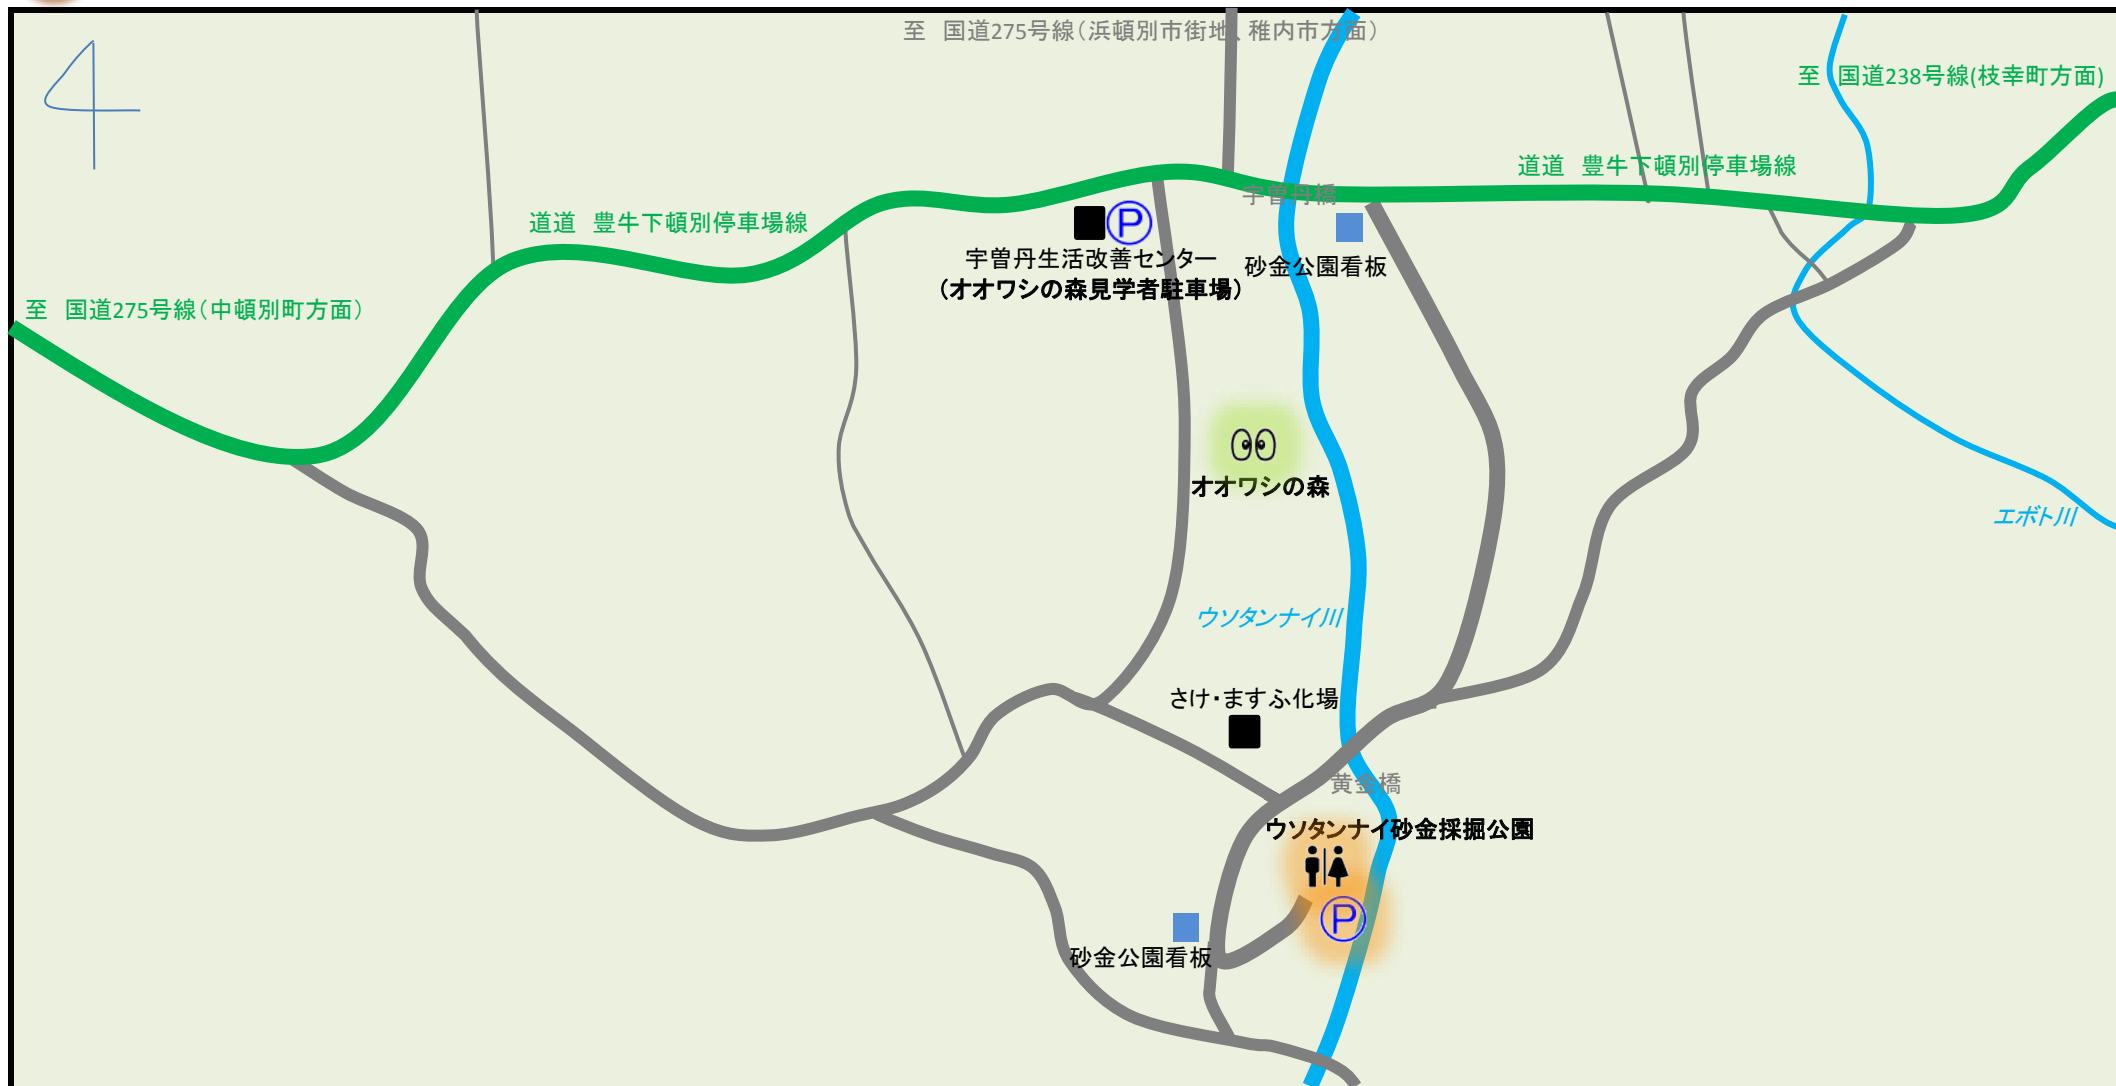 至　国道275号線（浜頓別市街地、稚内市方面）
至　国道238号線(枝幸町方面)
道道　豊牛下頓別停車場線
宇曽丹橋
道道　豊牛下頓別停車場線
P
宇曽丹生活改善センター
（オオワシの森見学者駐車場）
砂金公園看板
至　国道275号線（中頓別町方面）
オオワシの森
エボト川
ウソタンナイ川
さけ・ますふ化場
黄金橋
ウソタンナイ砂金採掘公園
P
砂金公園看板
4